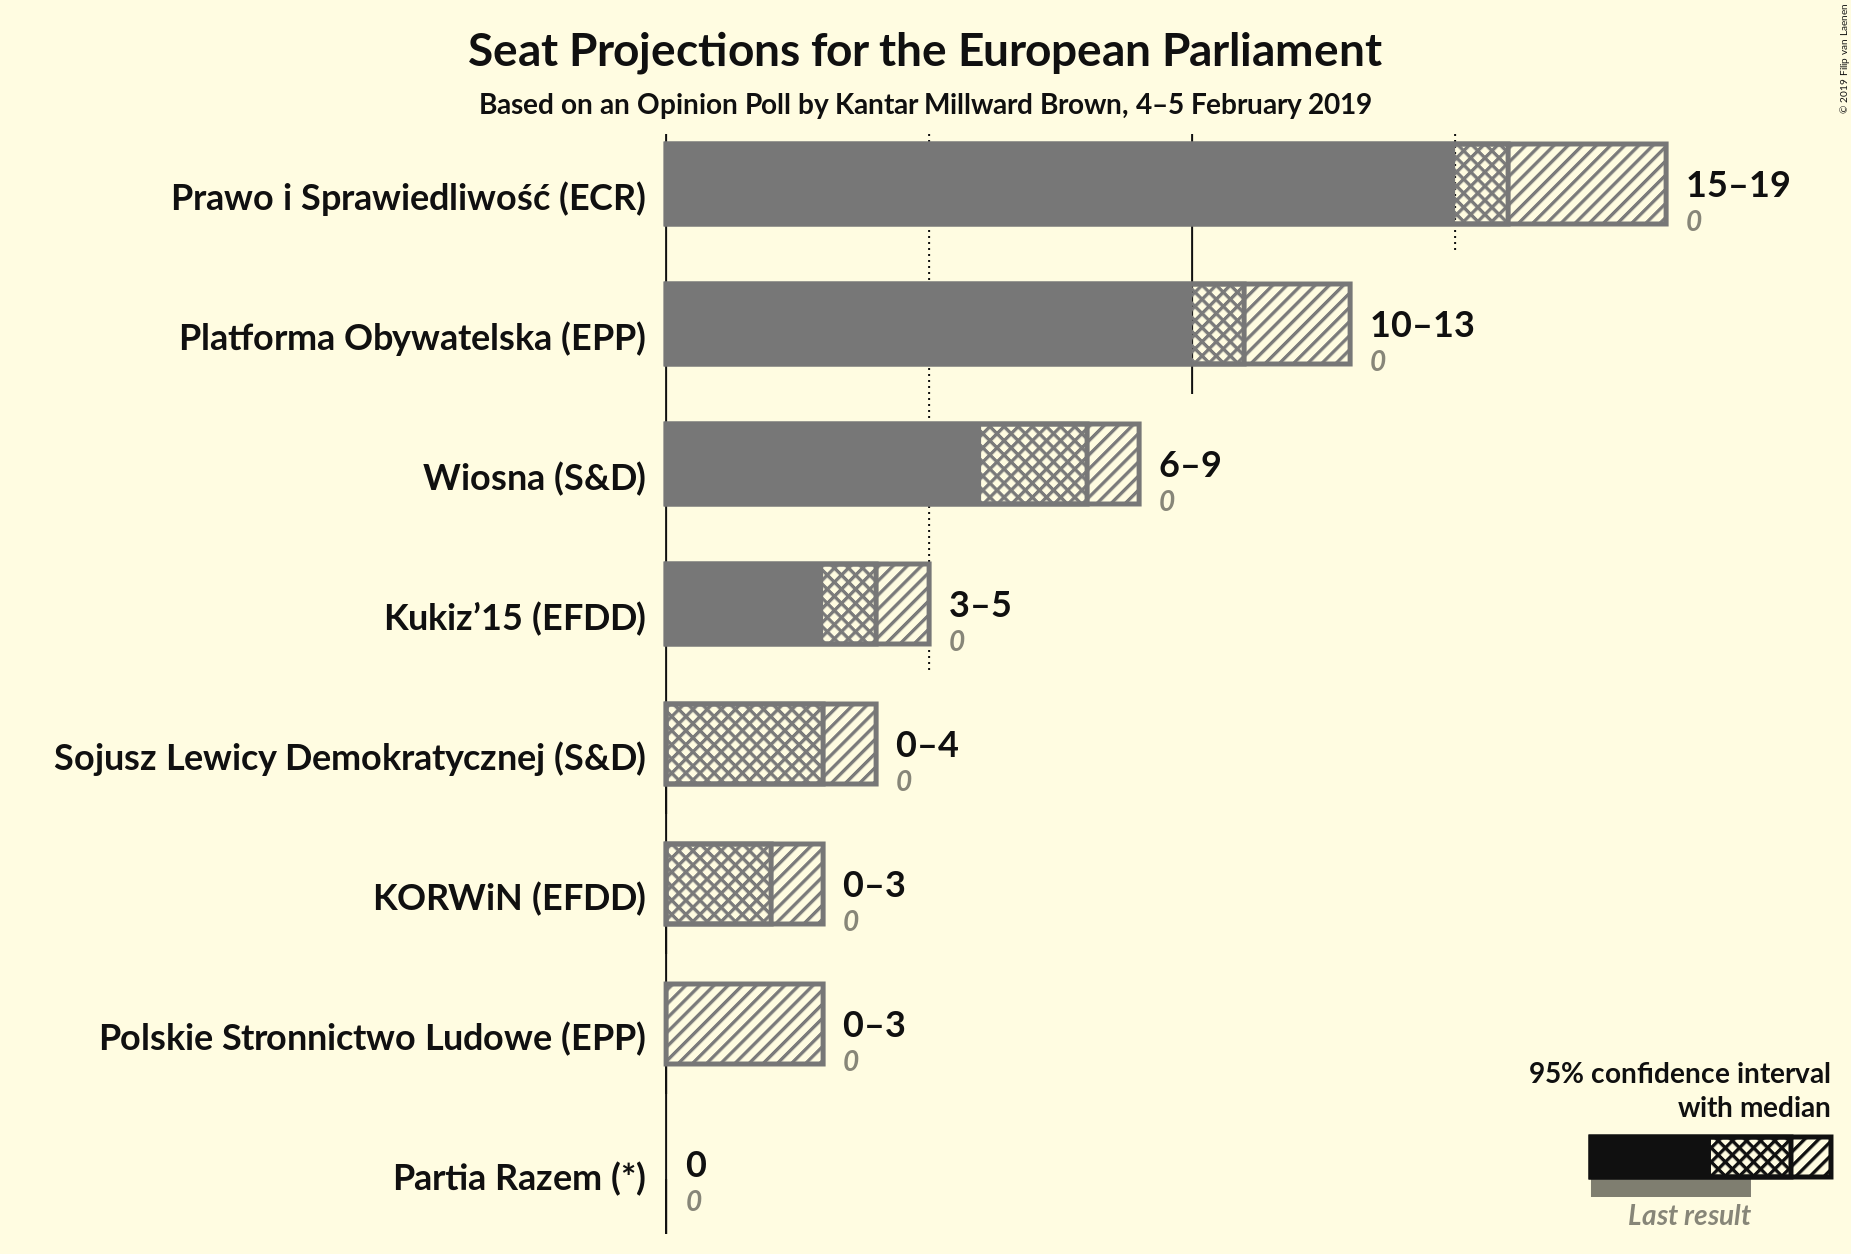 Seat Projections for the European Parliament
Based on an Opinion Poll by Kantar Millward Brown, 4–5 February 2019
© 2019 Filip van Laenen
Prawo i Sprawiedliwość (ECR)
15–19
0
Platforma Obywatelska (EPP)
10–13
0
Wiosna (S&D)
6–9
0
Kukiz’15 (EFDD)
3–5
0
Sojusz Lewicy Demokratycznej (S&D)
0–4
0
KORWiN (EFDD)
0–3
0
Polskie Stronnictwo Ludowe (EPP)
0–3
0
Partia Razem (*)
0
0
95% confidence interval
with median
Last result